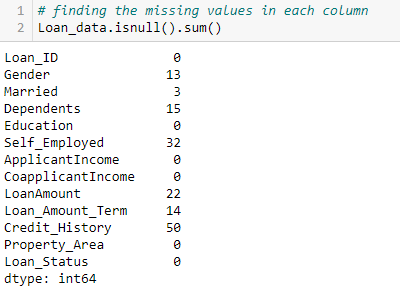 1 # finding the missing values in each column
2 Loan_data.isnull().sum()
Loan_ID 0
Gender 13
Married 3
Dependents 15
Education 0
Self_Employed 32
ApplicantIncome 0
CoapplicantIncome 0
LoanAmount 22
Loan_Amount_Term 14
Credit_History 50
Property_Area 0
Loan_Status 0
dtype: int64